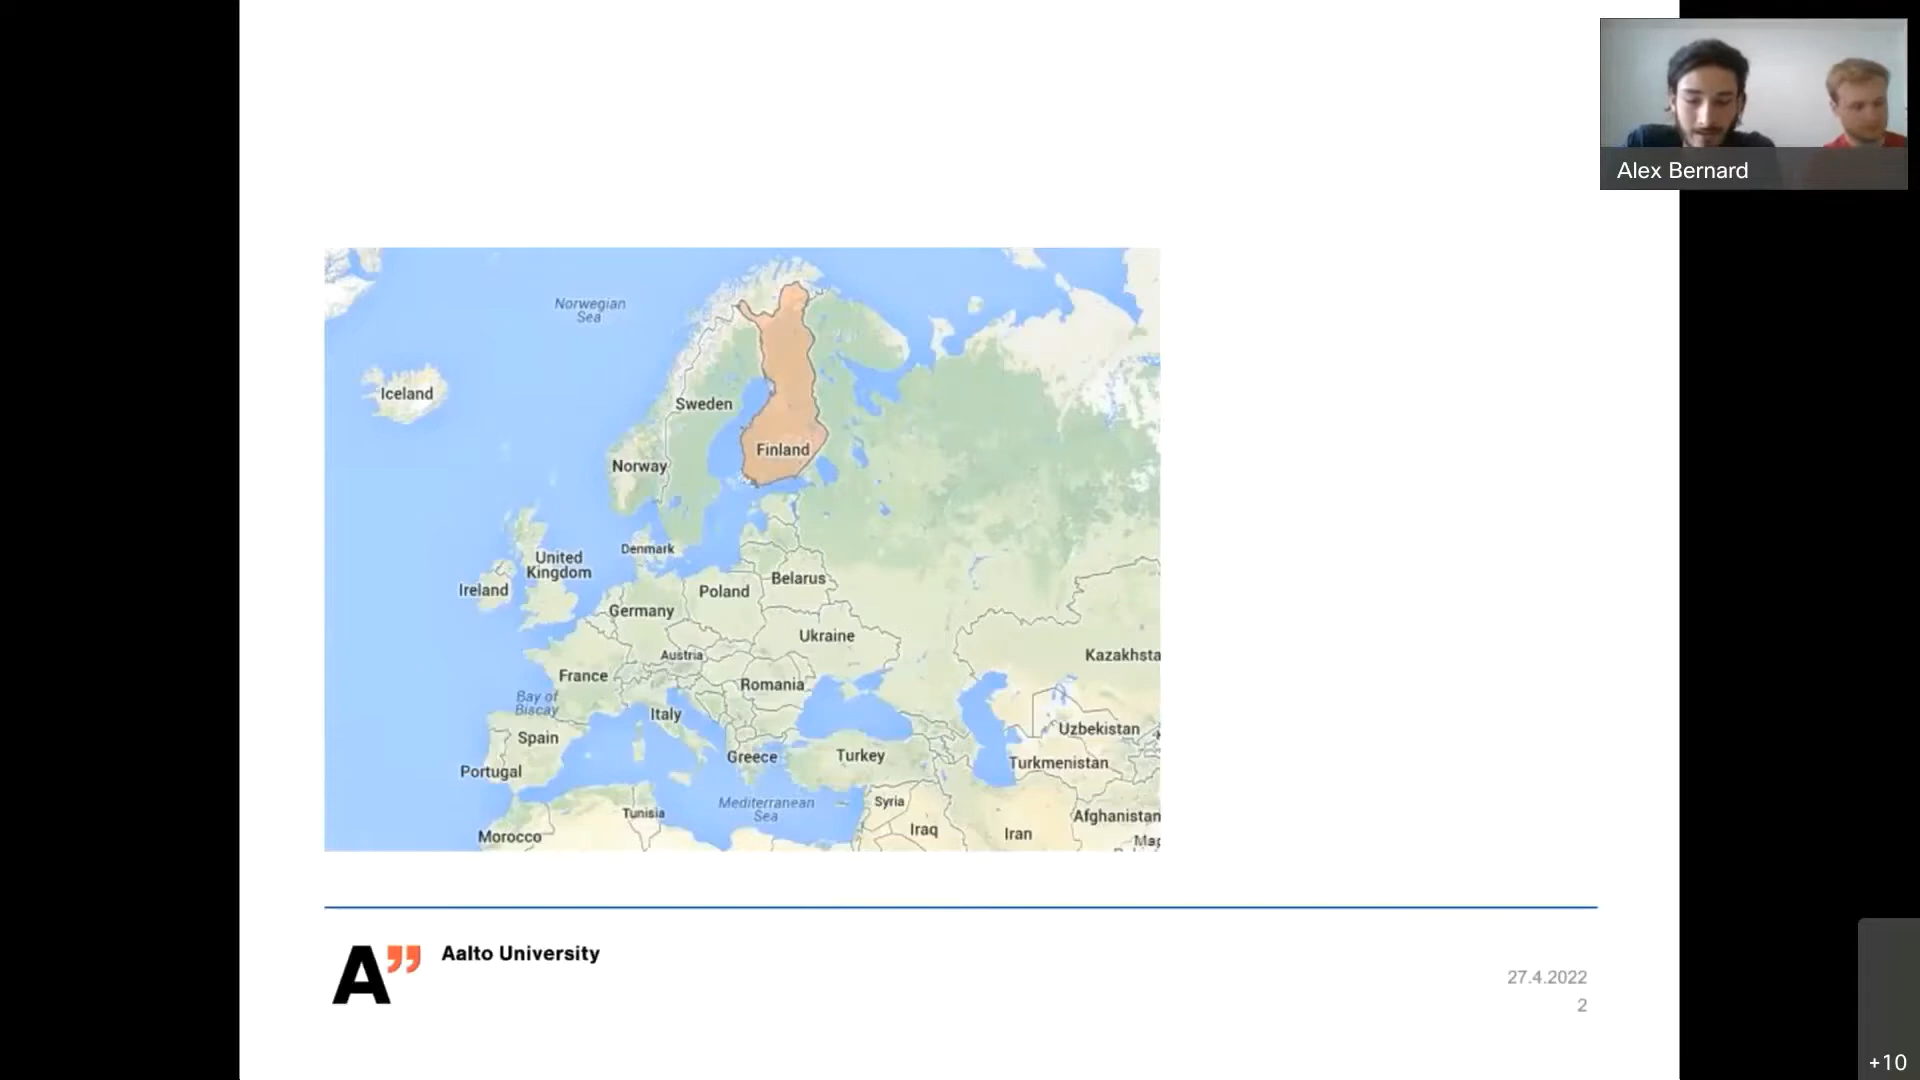 Alex Bernard
Norwegian
Sea
Iceland
Sweden
Finland
Norway
Denmark
United
Kingdom
Ireland
Belarus
Poland
Germany
Ukraine
Austria
Kazakhsta
France
Romania
Bay of
Biscay
Italy
Uzbekistan
Spain
Greece
Turkey
Turkmenistan
Portugal
Mediterranean
Sea
Syria
Tunisia
Afghanistan
Morocco
Iraq
Iran
Map
A”
Aalto University
27.4.2022
2
+10